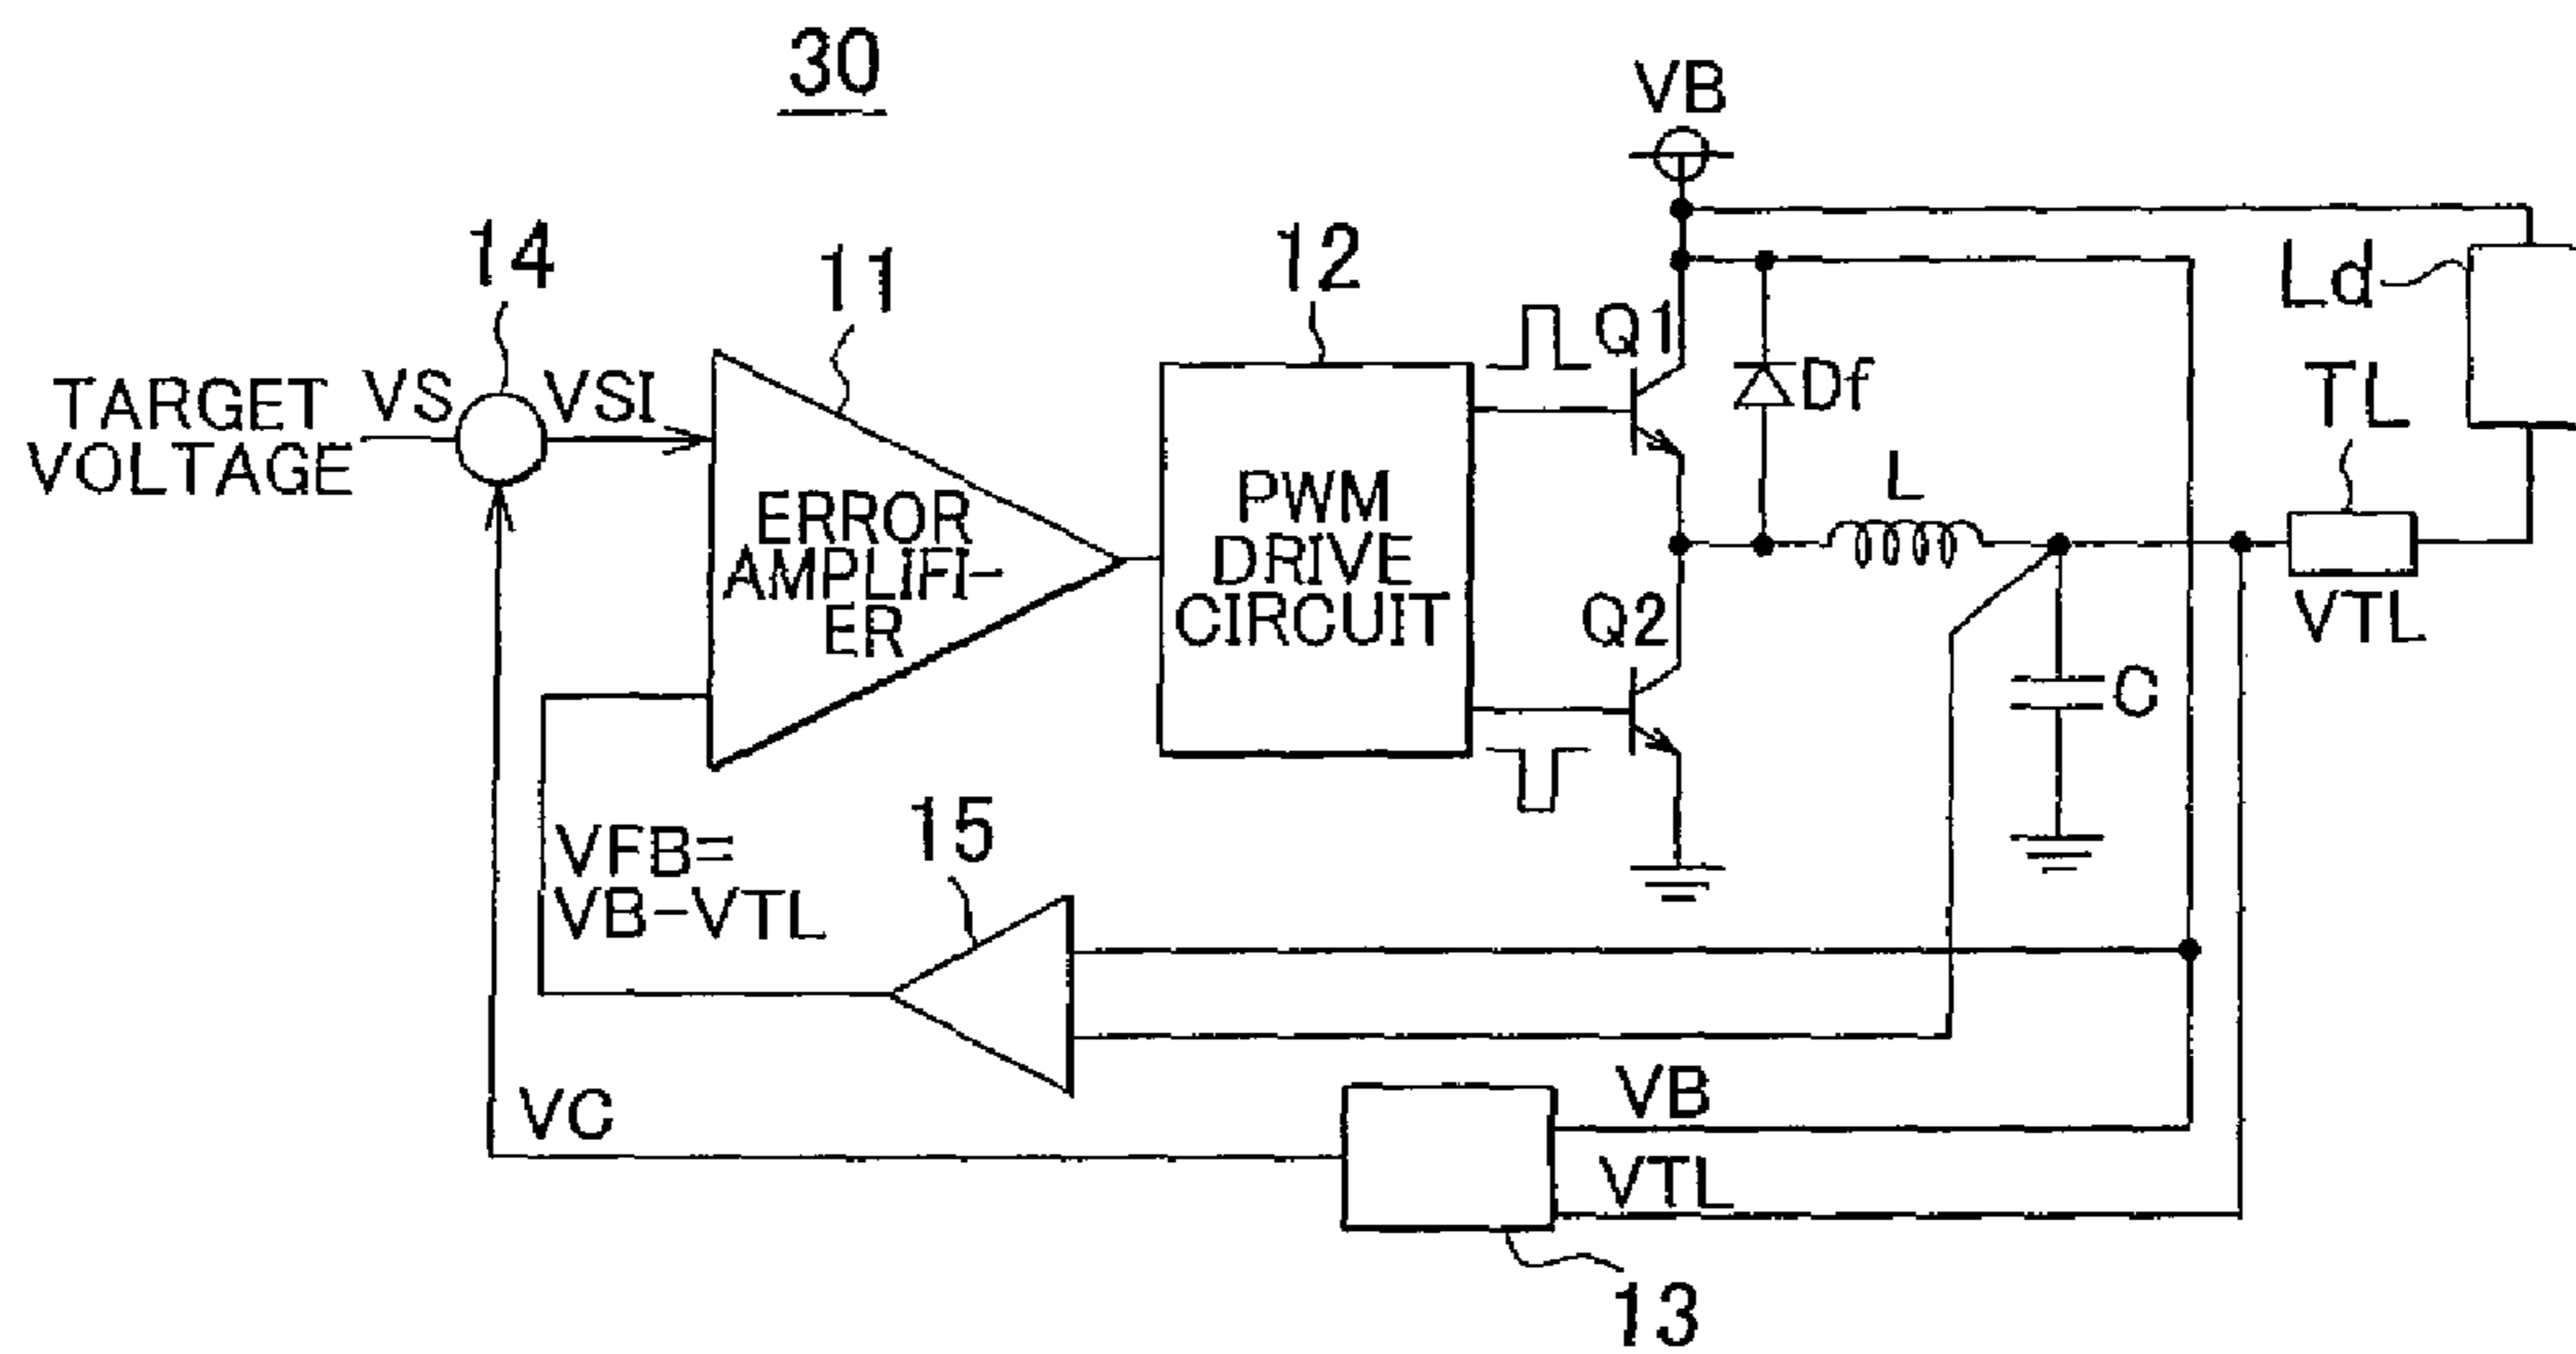 30
VB
14
11
12
Q1
Ld
TARGET
VOLTAGE
VS
VSI
Df
TL
ERROR
AMPLIFI-
ER
PWM
DRIVE
CIRCUIT
L
Q2
VTL
C
VFB=
VB-VTL
15
VC
VB
VTL
13